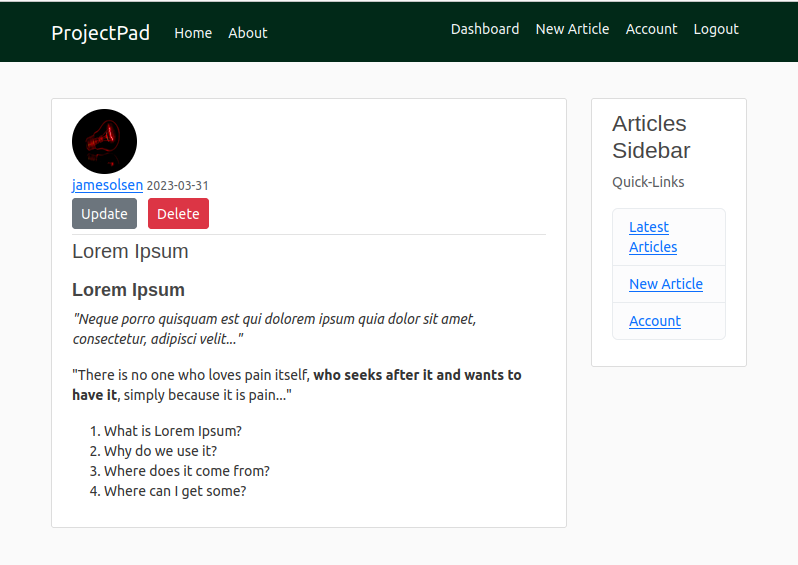 ProjectPad Home About Dashboard New Article Account Logout
jamesolsen 2023-03-31
Update Delete
Lorem Ipsum
Lorem Ipsum
"Neque porro quisquam est qui dolorem ipsum quia dolor sit amet,
consectetur, adipisci velit..."
"There is no one who loves pain itself, who seeks after it and wants to
have it, simply because it is pain..."
1. What is Lorem Ipsum?
2. Why do we use it?
3. Where does it come from?
4. Where can I get some?
Articles
Sidebar
Quick-Links
Latest
Articles
New Article
Account